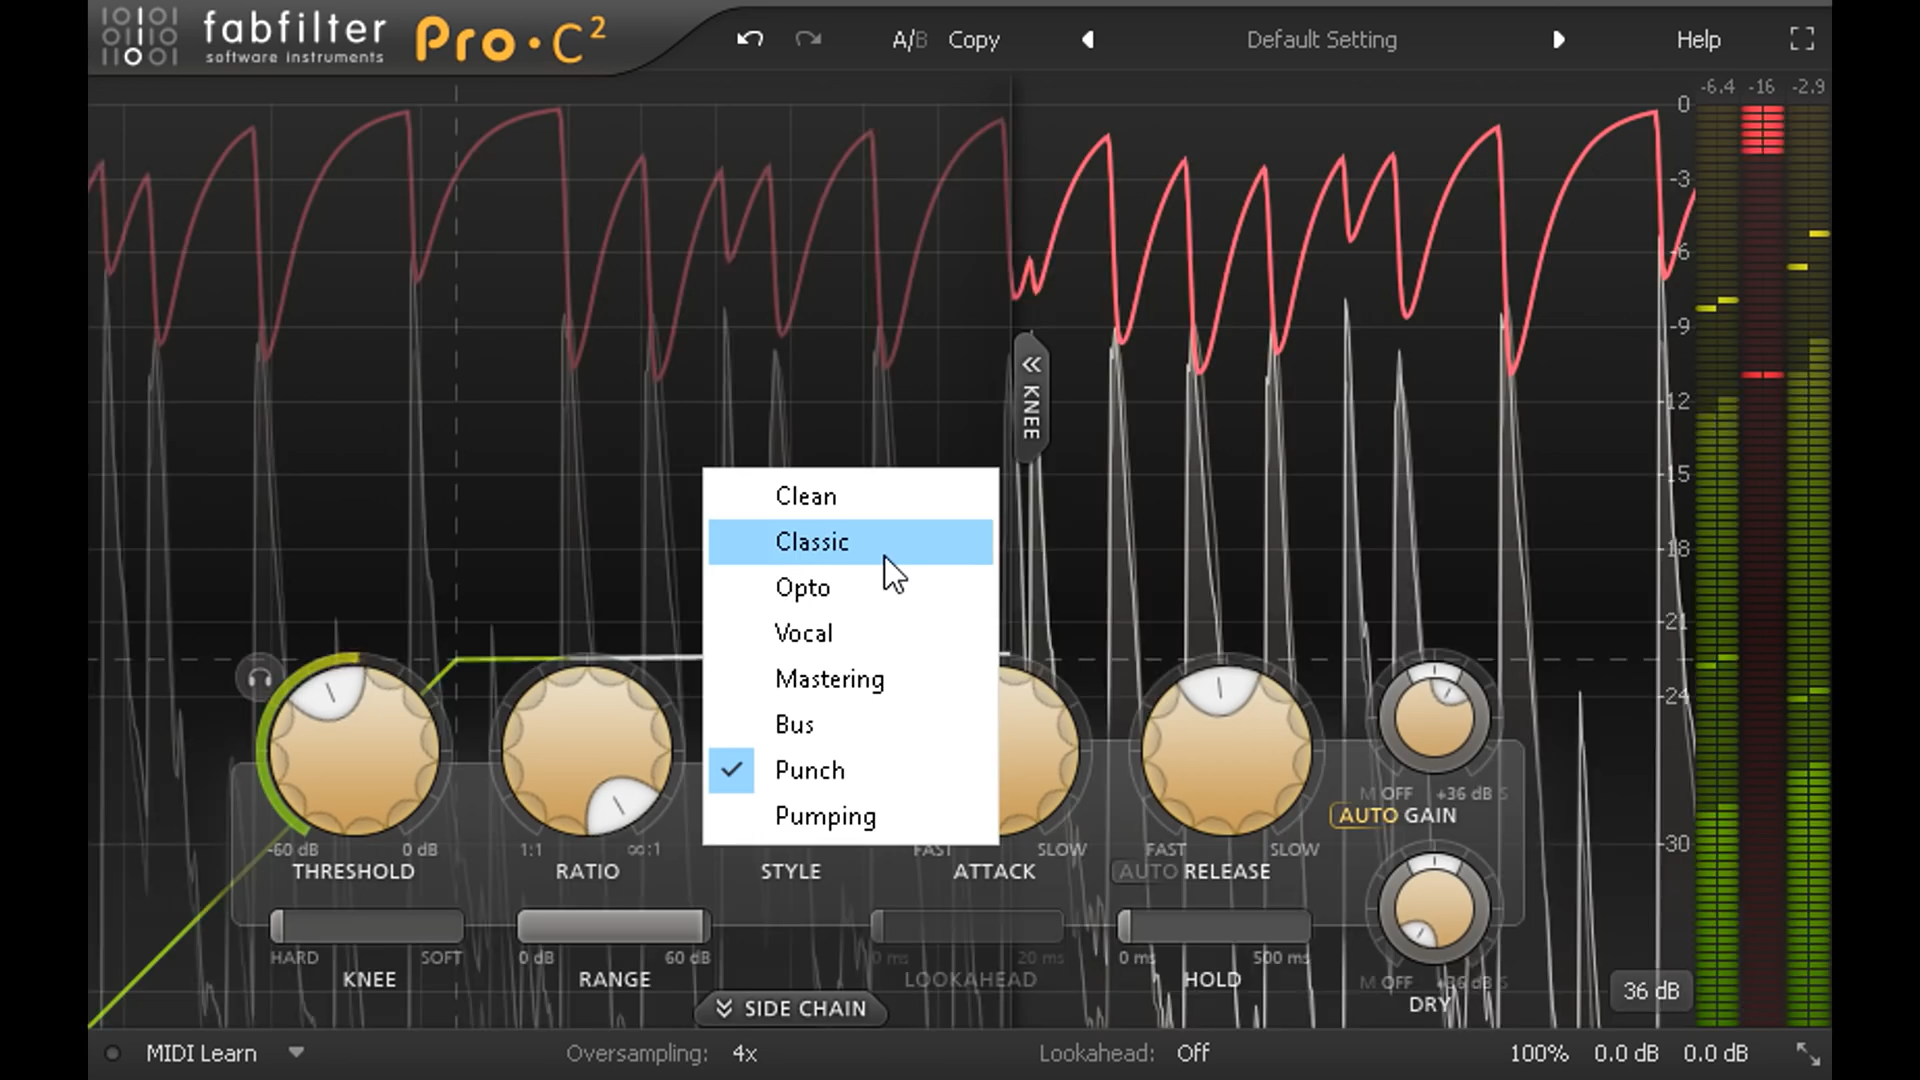 fabfilter
software instruments
Pro·C²
A/B Copy
Default Setting
Help
-6.4 -16 -2.9
0
-3
-6
-9
-12
-15
-18
-21
-24
-30
KNEE
Clean
Classic
Opto
Vocal
Mastering
Bus
Punch
Pumping
-60 dB 0 dB
THRESHOLD
1:1 ∞:1
RATIO
STYLE
FAST SLOW
ATTACK
FAST SLOW
AUTO RELEASE
M OFF +36 dB S
AUTO GAIN
HARD SOFT
KNEE
0 dB 60 dB
RANGE
0 ms 20 ms
LOOKAHEAD
0 ms 500 ms
HOLD
M OFF +36 dB S
DRY
36 dB
SIDE CHAIN
MIDI Learn
Oversampling: 4x
Lookahead: Off
100% 0.0 dB 0.0 dB